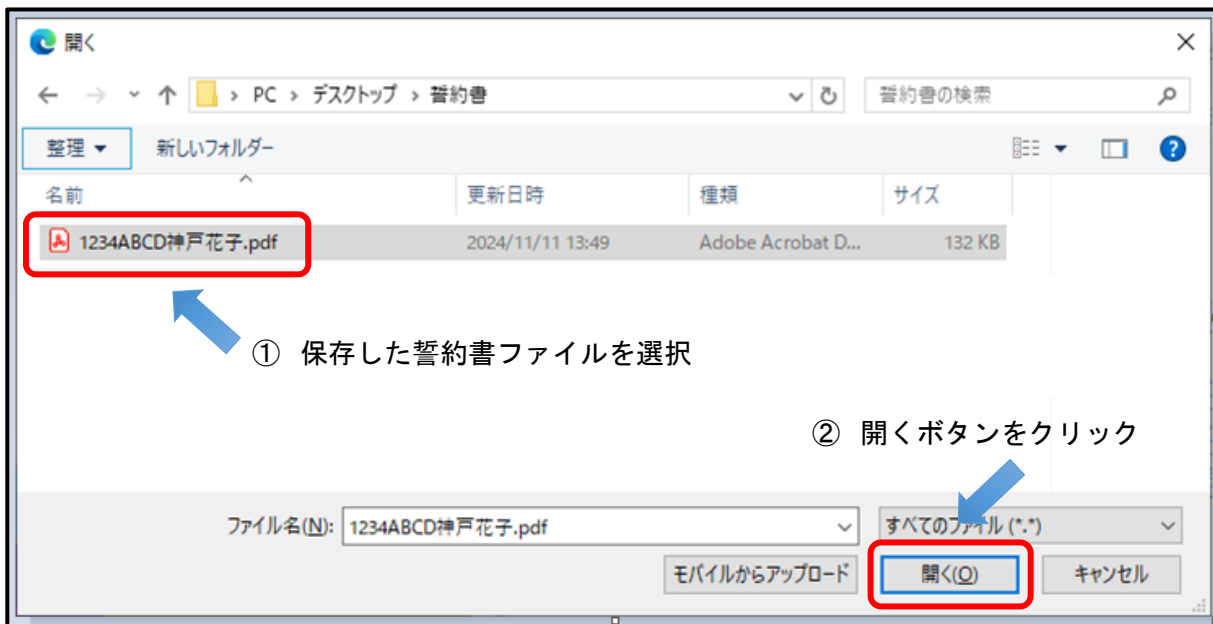 開く
PC > デスクトップ > 誓約書
誓約書の検索
整理 新しいフォルダー
名前 更新日時 種類 サイズ
1234ABCD神戸花子.pdf 2024/11/11 13:49 Adobe Acrobat D... 132 KB
① 保存した誓約書ファイルを選択
② 開くボタンをクリック
ファイル名(N): 1234ABCD神戸花子.pdf すべてのファイル (*.*)
モバイルからアップロード 開く(O) キャンセル